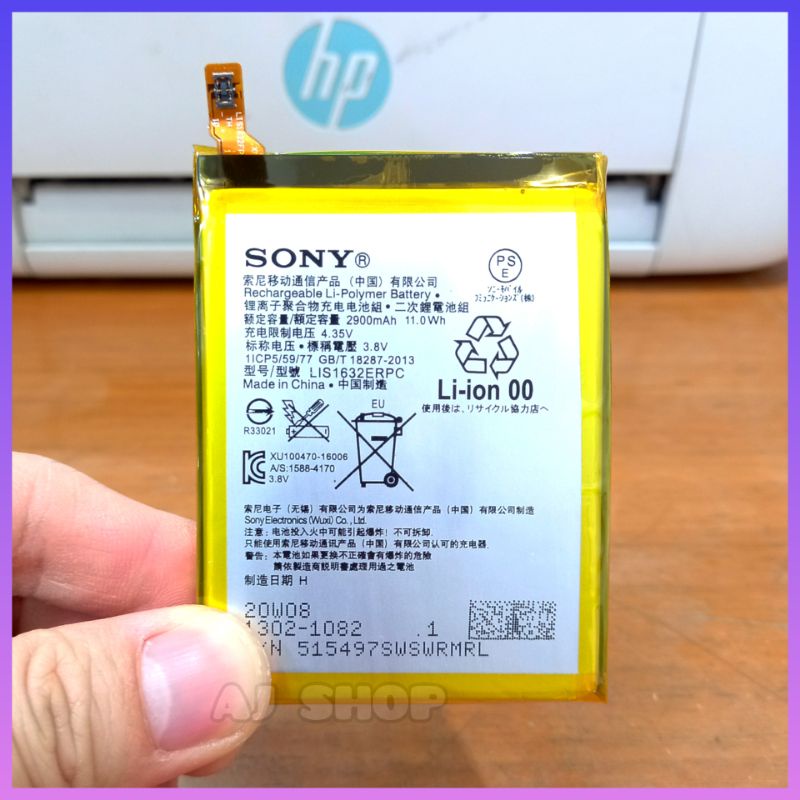 hp
SONY®
索尼移动通信产品（中国）有限公司
Rechargeable Li-Polymer Battery •
锂离子聚合物充电电池組・二次鋰電池組
额定容量/额定容量 2900mAh 11.0Wh
充电限制电压 4.35V
标称电压・標稱電壓 3.8V
1ICP5/59/77 GB/T 18287-2013
型号/型號 LIS1632ERPC
Made in China • 中国制造
PS
E
ソニーモバイル
コミュニケーションズ(株)
Li-ion 00
使用後は、リサイクル協力店へ
R33021
EU
XU100470-16006
A/S:1588-4170
3.8V
索尼电子（无锡）有限公司为索尼移动通信产品（中国）有限公司制造
Sony Electronics (Wuxi) Co., Ltd.
注意：电池投入火中可能引起爆炸！不可拆卸.
只能使用索尼移动通讯产品（中国）有限公司认可的充电器.
警告：本電池如果更换不正確會有爆炸的危險
請依製造商説明書處理用過之電池
制造日期 H
20W08
1302-1082 .1
/N 515497SWSWRMRL
AJ SHOP